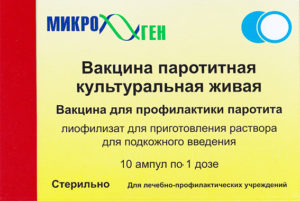 МИКРОГЕН
Вакцина паротитная
культуральная живая
Вакцина для профилактики паротита
лиофилизат для приготовления раствора
для подкожного введения
10 ампул по 1 дозе
Стерильно Для лечебно-профилактических учреждений